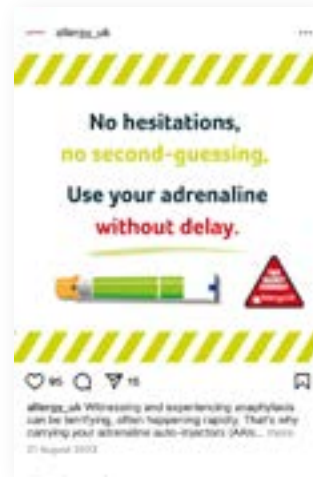 allergy_uk
No hesitations,
no second-guessing.
Use your adrenaline
without delay.
95 15
allergy_uk Witnessing and experiencing anaphylaxis
can be terrifying, often happening rapidly. That's why
carrying your adrenaline auto-injectors (AAIs... more
21 August 2023